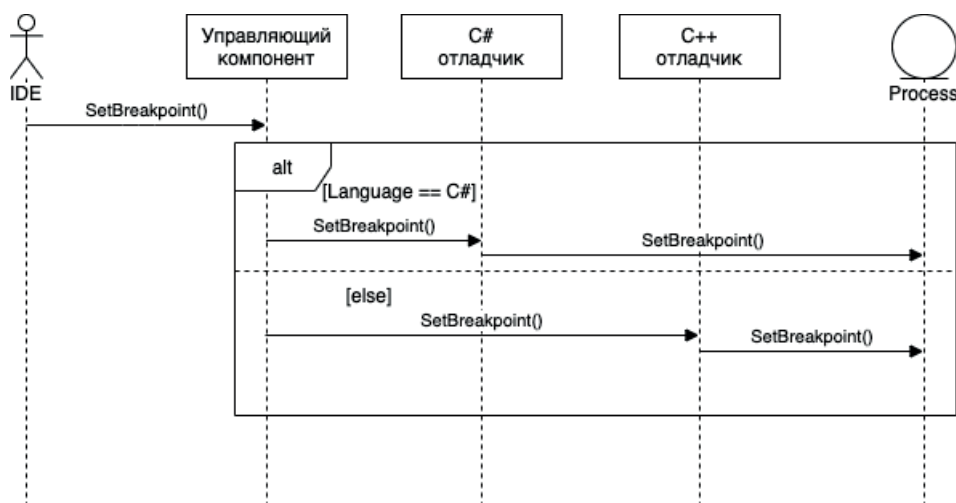 IDE
Управляющий
компонент
C#
отладчик
C++
отладчик
Process
SetBreakpoint()
alt
[Language == C#]
SetBreakpoint()
SetBreakpoint()
[else]
SetBreakpoint()
SetBreakpoint()